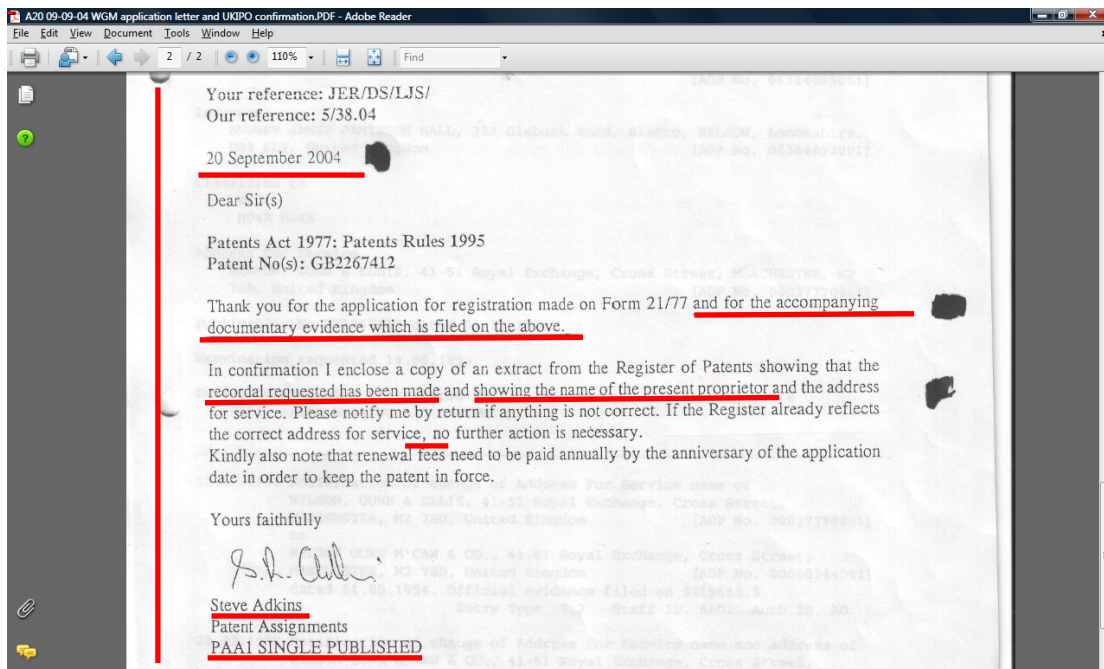 A20 09-09-04 WGM application letter and UKIPO confirmation.PDF - Adobe Reader
File Edit View Document Tools Window Help
2 / 2 110% Find
[ADP No. 06384085001]
Your reference: JER/DS/LJS/
Our reference: 5/38.04
20 September 2004
Dear Sir(s)
Patents Act 1977: Patents Rules 1995
Patent No(s): GB2267412
Thank you for the application for registration made on Form 21/77 and for the accompanying
documentary evidence which is filed on the above.
In confirmation I enclose a copy of an extract from the Register of Patents showing that the
recordal requested has been made and showing the name of the present proprietor and the address
for service. Please notify me by return if anything is not correct. If the Register already reflects
the correct address for service, no further action is necessary.
Kindly also note that renewal fees need to be paid annually by the anniversary of the application
date in order to keep the patent in force.
Yours faithfully
Steve Adkins
Patent Assignments
PAA1 SINGLE PUBLISHED